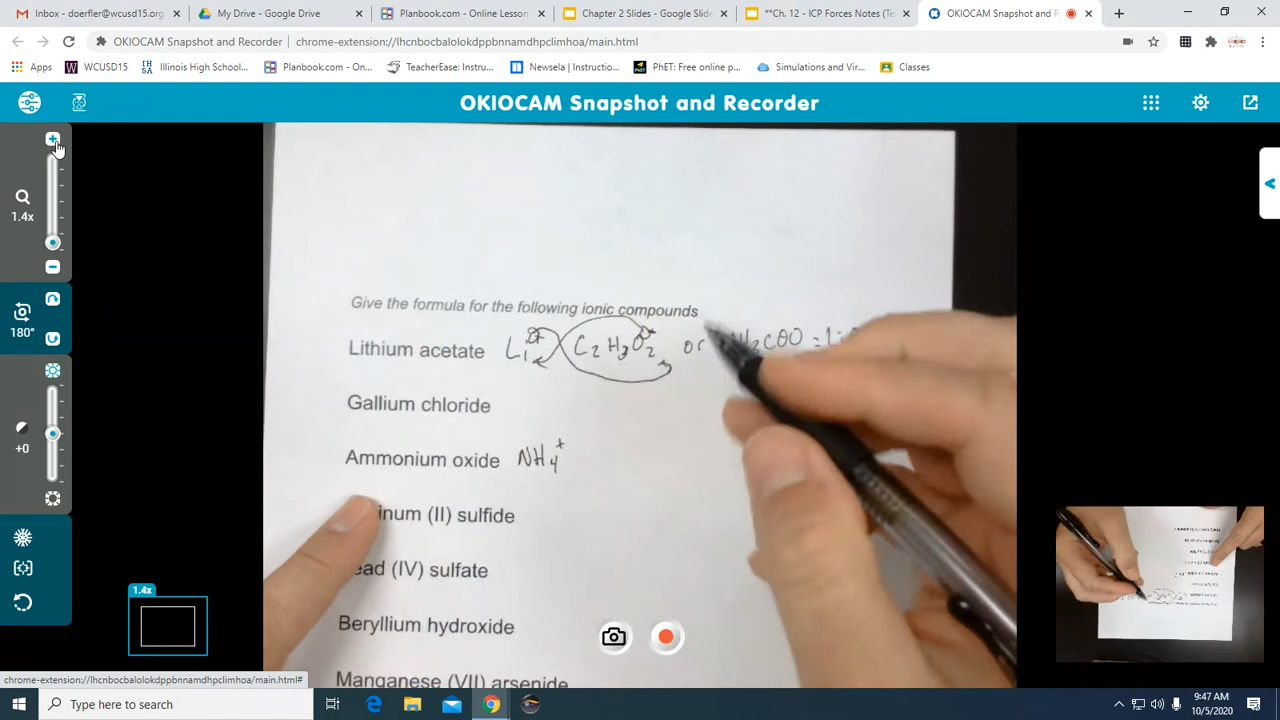 Inbox - doerfler@wcusd15.org
My Drive - Google Drive
Planbook.com - Online Lesson
Chapter 2 Slides - Google Slide
**Ch. 12 - ICP Forces Notes (Te
OKIOCAM Snapshot and R
OKIOCAM Snapshot and Recorder
chrome-extension://lhcnbocbalolokdppbnnamdhpclimhoa/main.html
Apps
WCUSD15
Illinois High School...
Planbook.com - On...
TeacherEase: Instru...
Newsela | Instructio...
PhET: Free online p...
Simulations and Vir...
Classes
OKIOCAM Snapshot and Recorder
1.4x
180°
+0
Give the formula for the following ionic compounds
Lithium acetate Li C2H3O2 or
Gallium chloride
Ammonium oxide NH4+
inum (II) sulfide
ead (IV) sulfate
Beryllium hydroxide
Manganese (VII) arsenide
1.4x
chrome-extension://lhcnbocbalolokdppbnnamdhpclimhoa/main.html#
Type here to search
9:47 AM
10/5/2020